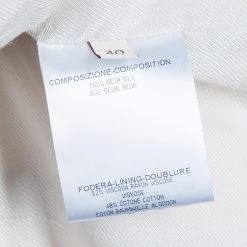 40
COMPOSIZIONE-COMPOSITION
100% SETA SILK
SOIE SEIDE SEDA
FODERA-LINING-DOUBLURE
52% VISCOSA RAYON VISCOSE
VISKOSE
48% COTONE COTTON
COTON BAUMWOLLE ALGODON